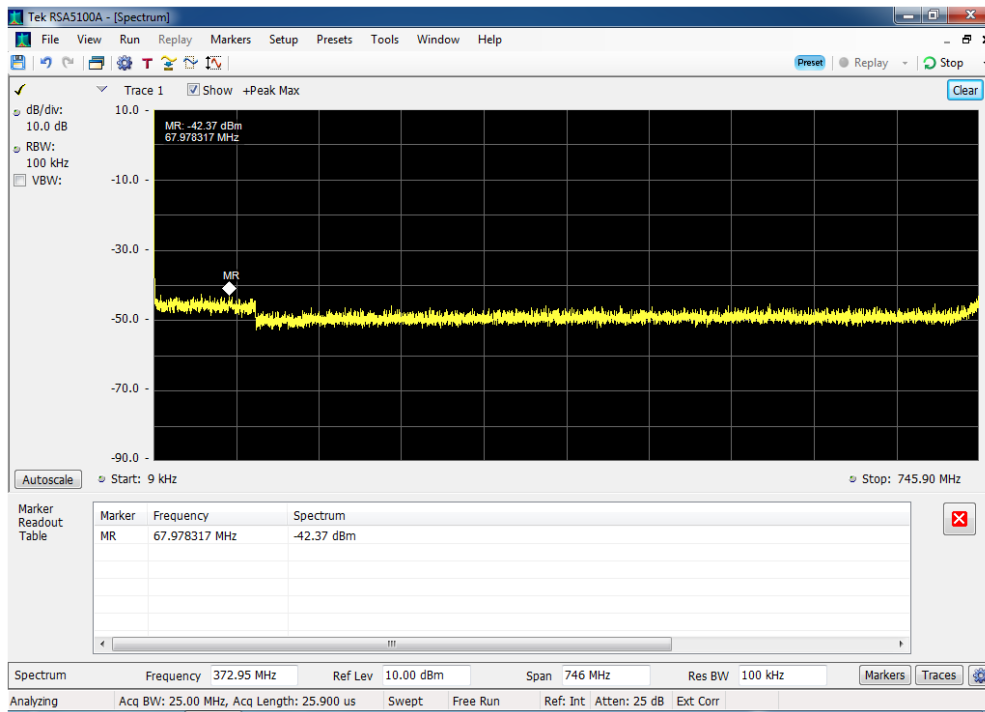 Tek RSA5100A - [Spectrum]
File View Run Replay Markers Setup Presets Tools Window Help
T Preset Replay Stop
Trace 1 Show +Peak Max Clear
dB/div:
10.0 dB
RBW:
100 kHz
VBW:
10.0
-10.0
-30.0
-50.0
-70.0
-90.0
MR: -42.37 dBm
67.978317 MHz
MR
Autoscale Start: 9 kHz Stop: 745.90 MHz
Marker Readout Table
Marker Frequency Spectrum
MR 67.978317 MHz -42.37 dBm
Spectrum Frequency 372.95 MHz Ref Lev 10.00 dBm Span 746 MHz Res BW 100 kHz Markers Traces
Analyzing Acq BW: 25.00 MHz, Acq Length: 25.900 us Swept Free Run Ref: Int Atten: 25 dB Ext Corr